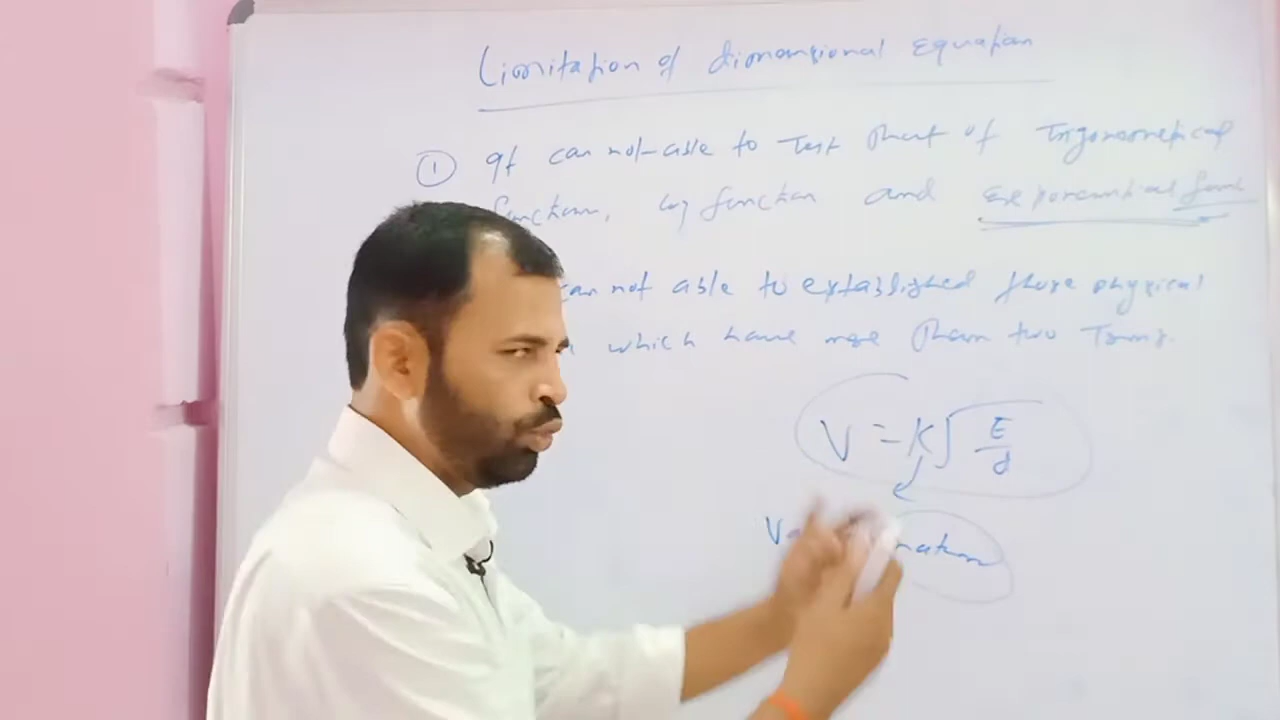 Limitation of dimensional Equation
① It can not able to Test that of Trigonometrical
function, log function and exponential func
can not able to established those physical
which have more than two Terms.
V = K√E/d